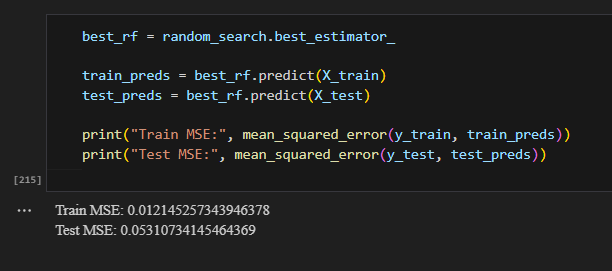 best_rf = random_search.best_estimator_
train_preds = best_rf.predict(X_train)
test_preds = best_rf.predict(X_test)
print("Train MSE:", mean_squared_error(y_train, train_preds))
print("Test MSE:", mean_squared_error(y_test, test_preds))
[215]
... Train MSE: 0.012145257343946378
Test MSE: 0.05310734145464369